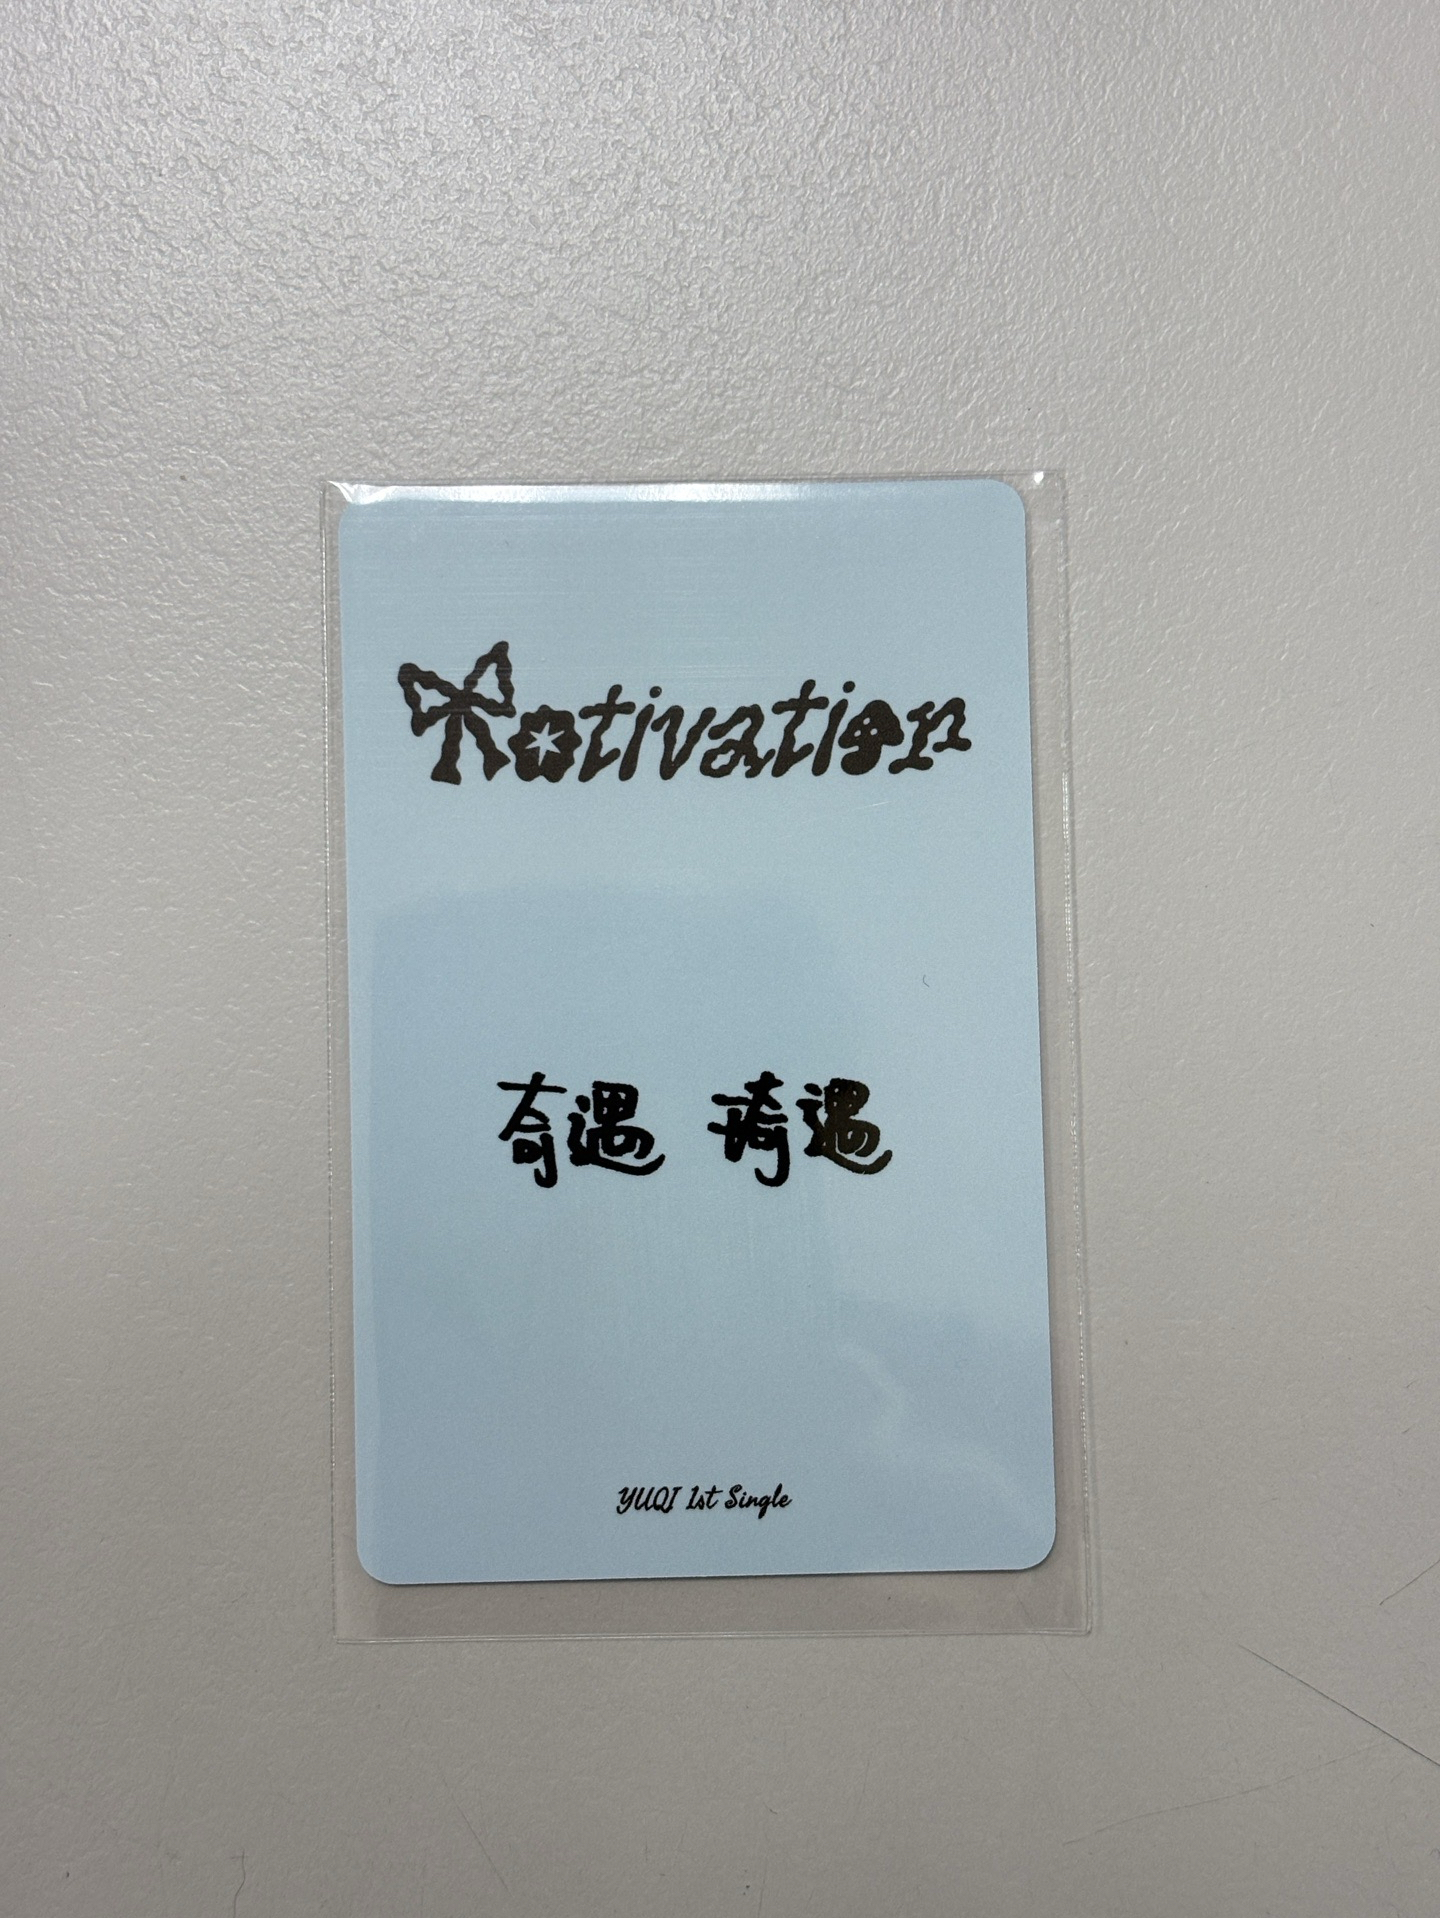 Motivation
奇遇 琦遇
YUQI 1st Single